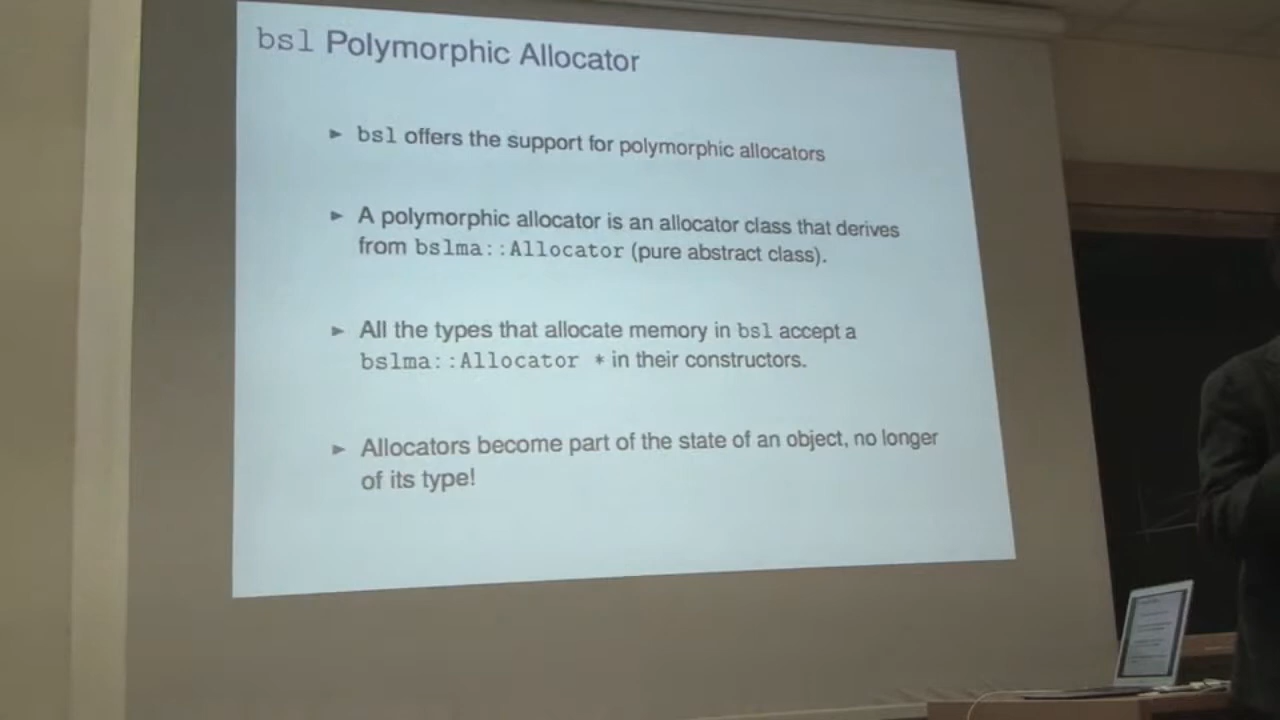 bsl Polymorphic Allocator
► bsl offers the support for polymorphic allocators
► A polymorphic allocator is an allocator class that derives
from bslma::Allocator (pure abstract class).
► All the types that allocate memory in bsl accept a
bslma::Allocator * in their constructors.
► Allocators become part of the state of an object, no longer
of its type!